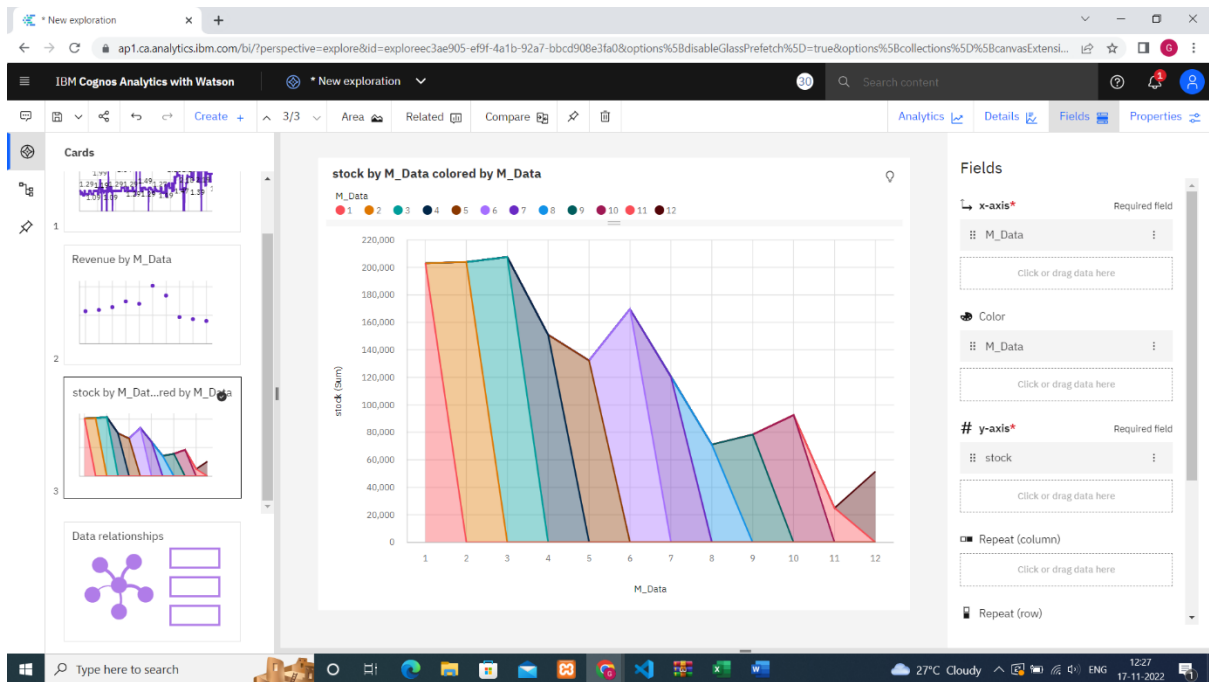 * New exploration
ap1.ca.analytics.ibm.com/bi/?perspective=explore&id=exploreec3ae905-ef9f-4a1b-92a7-bbcd908e3fa0&options%5BdisableGlassPrefetch%5D=true&options%5Bcollections%5D%5BcanvasExtensi...
G
IBM Cognos Analytics with Watson
* New exploration
30
Search content
1
Create +
3/3
Area
Related
Compare
Analytics
Details
Fields
Properties
Cards
1
Revenue by M_Data
2
stock by M_Dat...red by M_Data
3
Data relationships
stock by M_Data colored by M_Data
M_Data
1 2 3 4 5 6 7 8 9 10 11 12
220,000
200,000
180,000
160,000
140,000
120,000
100,000
80,000
60,000
40,000
20,000
0
stock (Sum)
1 2 3 4 5 6 7 8 9 10 11 12
M_Data
Fields
x-axis* Required field
M_Data
Click or drag data here
Color
M_Data
Click or drag data here
# y-axis* Required field
stock
Click or drag data here
Repeat (column)
Click or drag data here
Repeat (row)
Type here to search
27°C Cloudy
ENG
12:27
17-11-2022